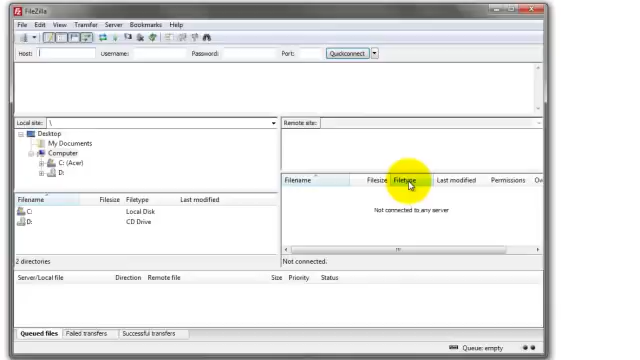 FileZilla
File Edit View Transfer Server Bookmarks Help
Host: Username: Password: Port: Quickconnect
Local site: \
Remote site:
Desktop
My Documents
Computer
C: (Acer)
D:
Filename Filesize Filetype Last modified Permissions Ow
Not connected to any server
Filename Filesize Filetype Last modified
C: Local Disk
D: CD Drive
2 directories
Not connected.
Server/Local file Direction Remote file Size Priority Status
Queued files Failed transfers Successful transfers
Queue: empty